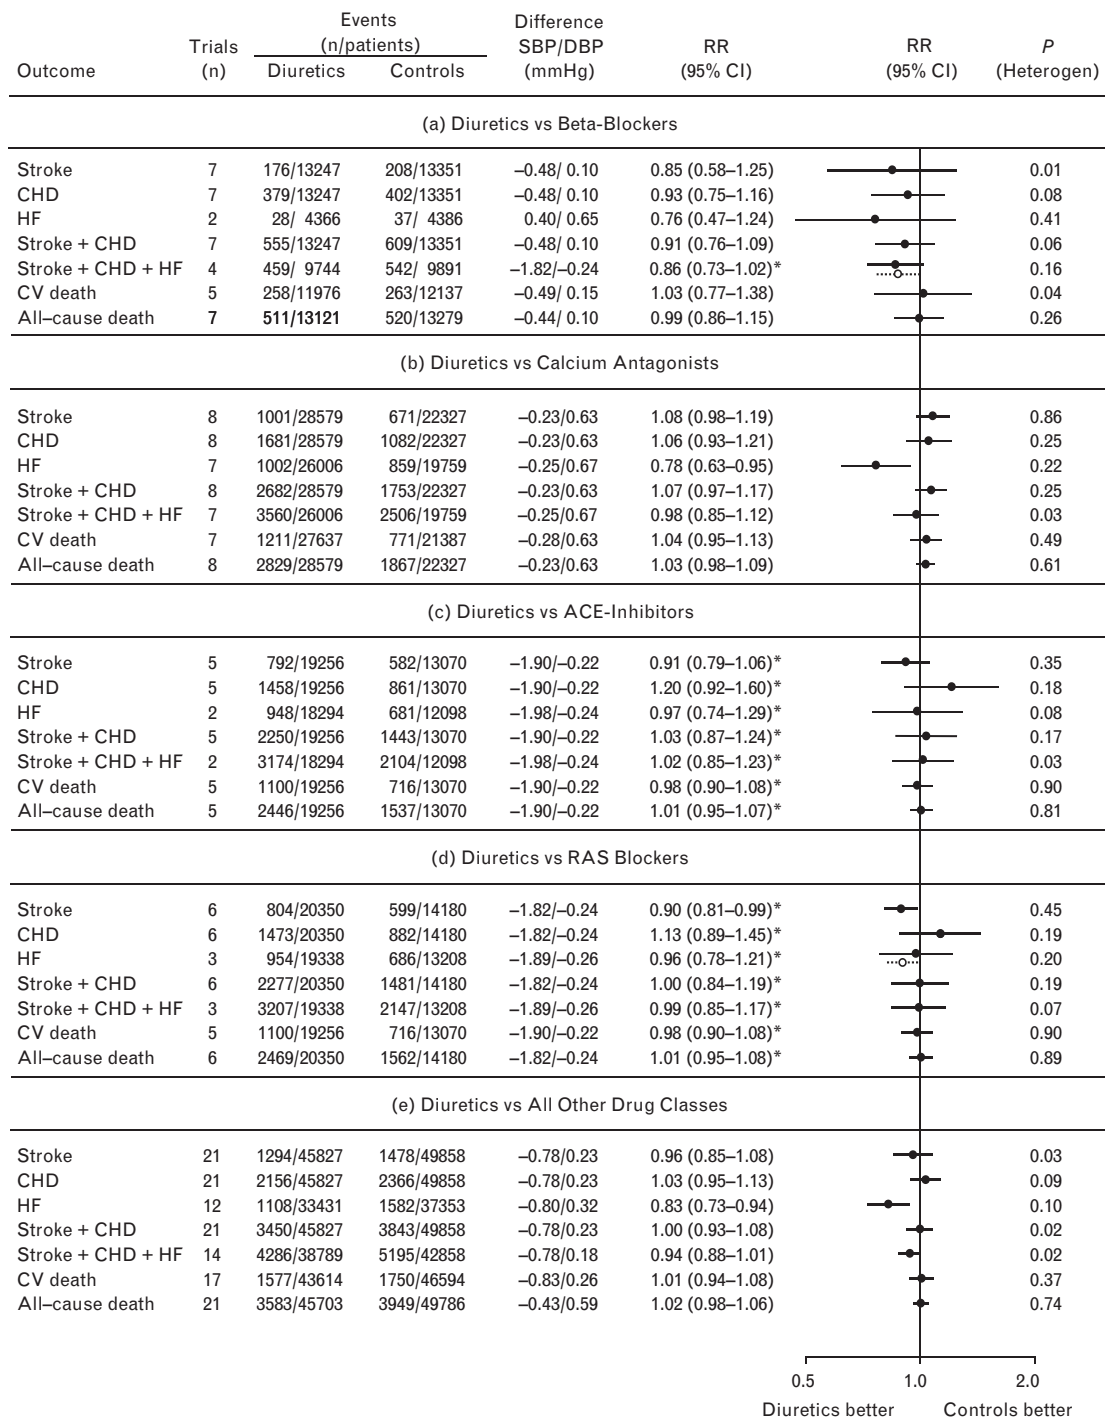 Outcome Trials (n) Events (n/patients) Diuretics Controls Difference SBP/DBP (mmHg) RR (95% CI) RR (95% CI) P (Heterogen)
(a) Diuretics vs Beta-Blockers
Stroke 7 176/13247 208/13351 –0.48/ 0.10 0.85 (0.58–1.25) 0.01
CHD 7 379/13247 402/13351 –0.48/ 0.10 0.93 (0.75–1.16) 0.08
HF 2 28/ 4366 37/ 4386 0.40/ 0.65 0.76 (0.47–1.24) 0.41
Stroke + CHD 7 555/13247 609/13351 –0.48/ 0.10 0.91 (0.76–1.09) 0.06
Stroke + CHD + HF 4 459/ 9744 542/ 9891 –1.82/–0.24 0.86 (0.73–1.02)* 0.16
CV death 5 258/11976 263/12137 –0.49/ 0.15 1.03 (0.77–1.38) 0.04
All–cause death 7 511/13121 520/13279 –0.44/ 0.10 0.99 (0.86–1.15) 0.26
(b) Diuretics vs Calcium Antagonists
Stroke 8 1001/28579 671/22327 –0.23/0.63 1.08 (0.98–1.19) 0.86
CHD 8 1681/28579 1082/22327 –0.23/0.63 1.06 (0.93–1.21) 0.25
HF 7 1002/26006 859/19759 –0.25/0.67 0.78 (0.63–0.95) 0.22
Stroke + CHD 8 2682/28579 1753/22327 –0.23/0.63 1.07 (0.97–1.17) 0.25
Stroke + CHD + HF 7 3560/26006 2506/19759 –0.25/0.67 0.98 (0.85–1.12) 0.03
CV death 7 1211/27637 771/21387 –0.28/0.63 1.04 (0.95–1.13) 0.49
All–cause death 8 2829/28579 1867/22327 –0.23/0.63 1.03 (0.98–1.09) 0.61
(c) Diuretics vs ACE-Inhibitors
Stroke 5 792/19256 582/13070 –1.90/–0.22 0.91 (0.79–1.06)* 0.35
CHD 5 1458/19256 861/13070 –1.90/–0.22 1.20 (0.92–1.60)* 0.18
HF 2 948/18294 681/12098 –1.98/–0.24 0.97 (0.74–1.29)* 0.08
Stroke + CHD 5 2250/19256 1443/13070 –1.90/–0.22 1.03 (0.87–1.24)* 0.17
Stroke + CHD + HF 2 3174/18294 2104/12098 –1.98/–0.24 1.02 (0.85–1.23)* 0.03
CV death 5 1100/19256 716/13070 –1.90/–0.22 0.98 (0.90–1.08)* 0.90
All–cause death 5 2446/19256 1537/13070 –1.90/–0.22 1.01 (0.95–1.07)* 0.81
(d) Diuretics vs RAS Blockers
Stroke 6 804/20350 599/14180 –1.82/–0.24 0.90 (0.81–0.99)* 0.45
CHD 6 1473/20350 882/14180 –1.82/–0.24 1.13 (0.89–1.45)* 0.19
HF 3 954/19338 686/13208 –1.89/–0.26 0.96 (0.78–1.21)* 0.20
Stroke + CHD 6 2277/20350 1481/14180 –1.82/–0.24 1.00 (0.84–1.19)* 0.19
Stroke + CHD + HF 3 3207/19338 2147/13208 –1.89/–0.26 0.99 (0.85–1.17)* 0.07
CV death 5 1100/19256 716/13070 –1.90/–0.22 0.98 (0.90–1.08)* 0.90
All–cause death 6 2469/20350 1562/14180 –1.82/–0.24 1.01 (0.95–1.08)* 0.89
(e) Diuretics vs All Other Drug Classes
Stroke 21 1294/45827 1478/49858 –0.78/0.23 0.96 (0.85–1.08) 0.03
CHD 21 2156/45827 2366/49858 –0.78/0.23 1.03 (0.95–1.13) 0.09
HF 12 1108/33431 1582/37353 –0.80/0.32 0.83 (0.73–0.94) 0.10
Stroke + CHD 21 3450/45827 3843/49858 –0.78/0.23 1.00 (0.93–1.08) 0.02
Stroke + CHD + HF 14 4286/38789 5195/42858 –0.78/0.18 0.94 (0.88–1.01) 0.02
CV death 17 1577/43614 1750/46594 –0.83/0.26 1.01 (0.94–1.08) 0.37
All–cause death 21 3583/45703 3949/49786 –0.43/0.59 1.02 (0.98–1.06) 0.74
0.5 1.0 2.0
Diuretics better Controls better